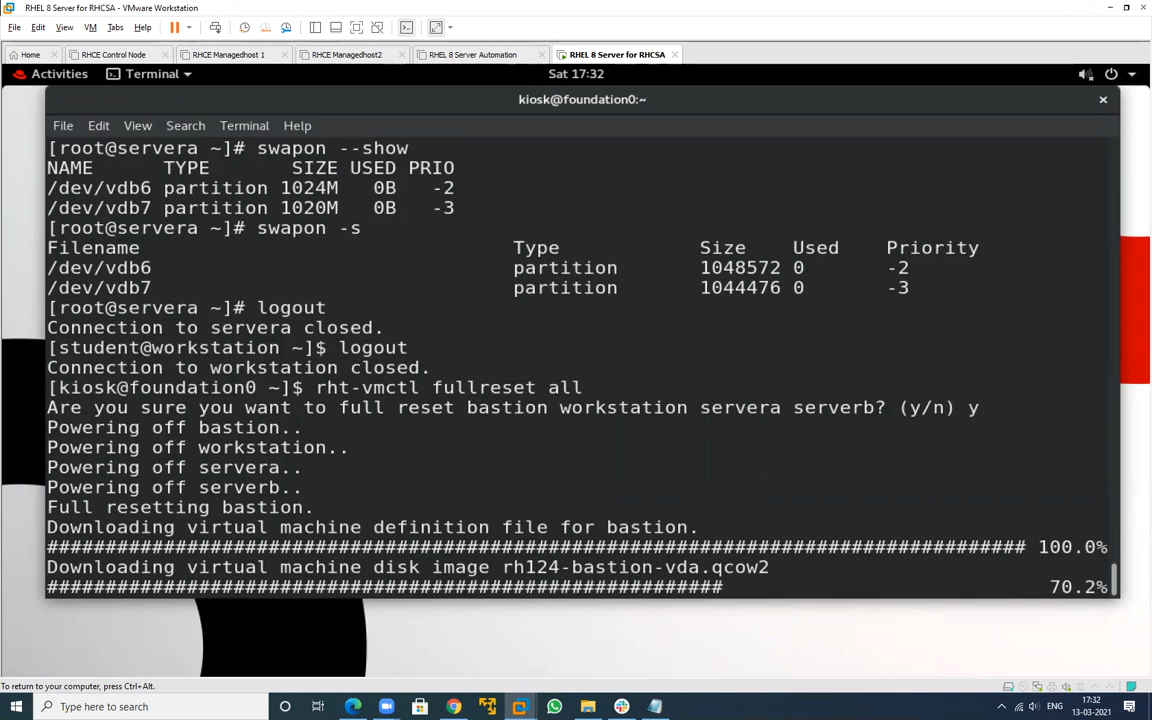 RHEL 8 Server for RHCSA - VMware Workstation
File Edit View VM Tabs Help
Home RHCE Control Node RHCE Managedhost 1 RHCE Managedhost2 RHEL 8 Server Automation RHEL 8 Server for RHCSA
Activities Terminal Sat 17:32
kiosk@foundation0:~
File Edit View Search Terminal Help
[root@servera ~]# swapon --show
NAME TYPE SIZE USED PRIO
/dev/vdb6 partition 1024M 0B -2
/dev/vdb7 partition 1020M 0B -3
[root@servera ~]# swapon -s
Filename Type Size Used Priority
/dev/vdb6 partition 1048572 0 -2
/dev/vdb7 partition 1044476 0 -3
[root@servera ~]# logout
Connection to servera closed.
[student@workstation ~]$ logout
Connection to workstation closed.
[kiosk@foundation0 ~]$ rht-vmctl fullreset all
Are you sure you want to full reset bastion workstation servera serverb? (y/n) y
Powering off bastion..
Powering off workstation..
Powering off servera..
Powering off serverb..
Full resetting bastion.
Downloading virtual machine definition file for bastion.
#################################################################################### 100.0%
Downloading virtual machine disk image rh124-bastion-vda.qcow2
########################################################## 70.2%
To return to your computer, press Ctrl+Alt.
Type here to search
ENG
17:32
13-03-2021